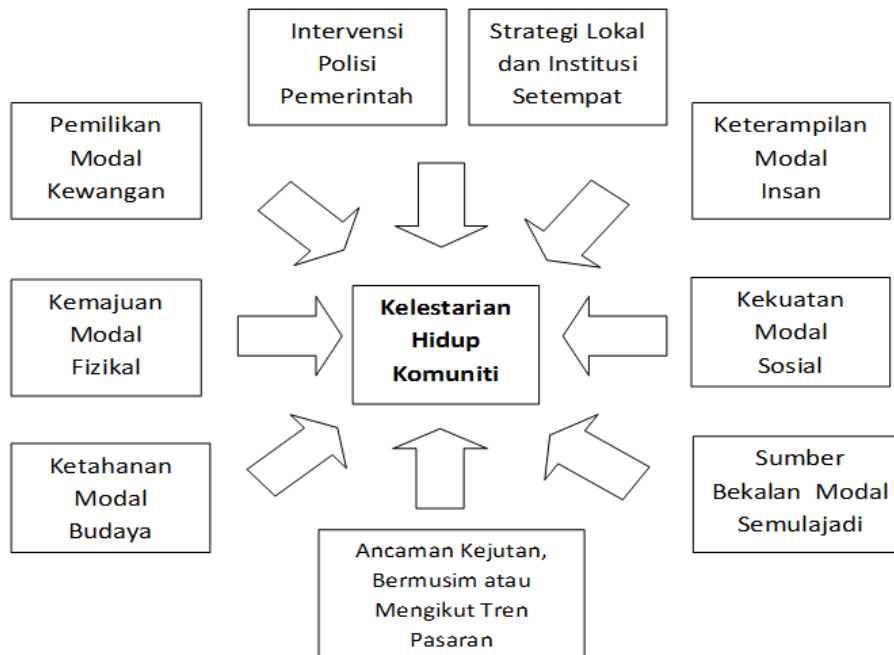 Intervensi
Polisi
Pemerintah
Strategi Lokal
dan Institusi
Setempat
Pemilikan
Modal
Kewangan
Keterampilan
Modal
Insan
Kemajuan
Modal
Fizikal
Kelestarian
Hidup
Komuniti
Kekuatan
Modal
Sosial
Ketahanan
Modal
Budaya
Sumber
Bekalan Modal
Semulajadi
Ancaman Kejutan,
Bermusim atau
Mengikut Tren
Pasaran